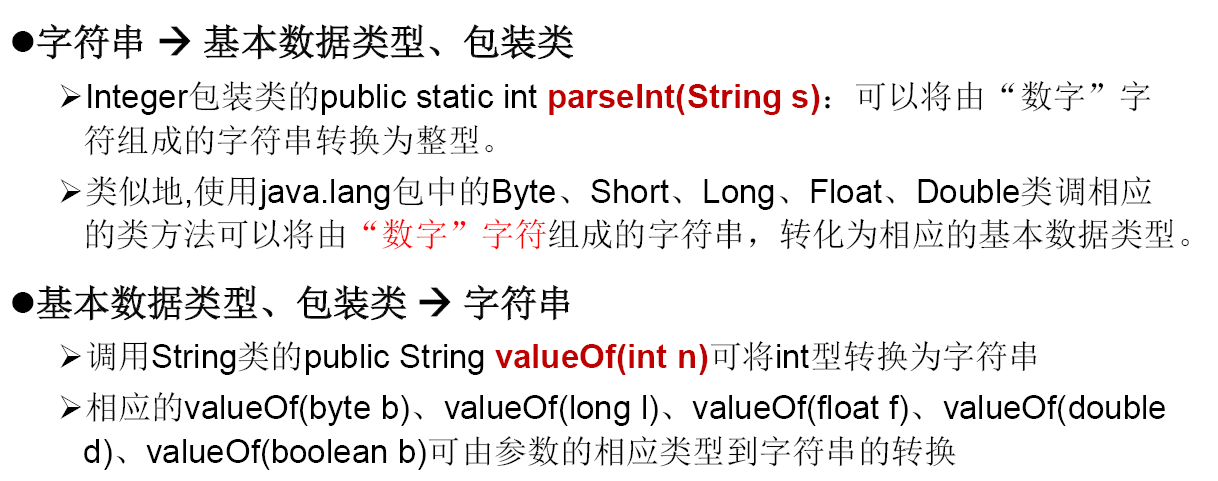 ●字符串 → 基本数据类型、包装类
➢Integer包装类的public static int parseInt(String s)：可以将由“数字”字
符组成的字符串转换为整型。
➢类似地,使用java.lang包中的Byte、Short、Long、Float、Double类调相应
的类方法可以将由“数字”字符组成的字符串，转化为相应的基本数据类型。
●基本数据类型、包装类 → 字符串
➢调用String类的public String valueOf(int n)可将int型转换为字符串
➢相应的valueOf(byte b)、valueOf(long l)、valueOf(float f)、valueOf(double
d)、valueOf(boolean b)可由参数的相应类型到字符串的转换